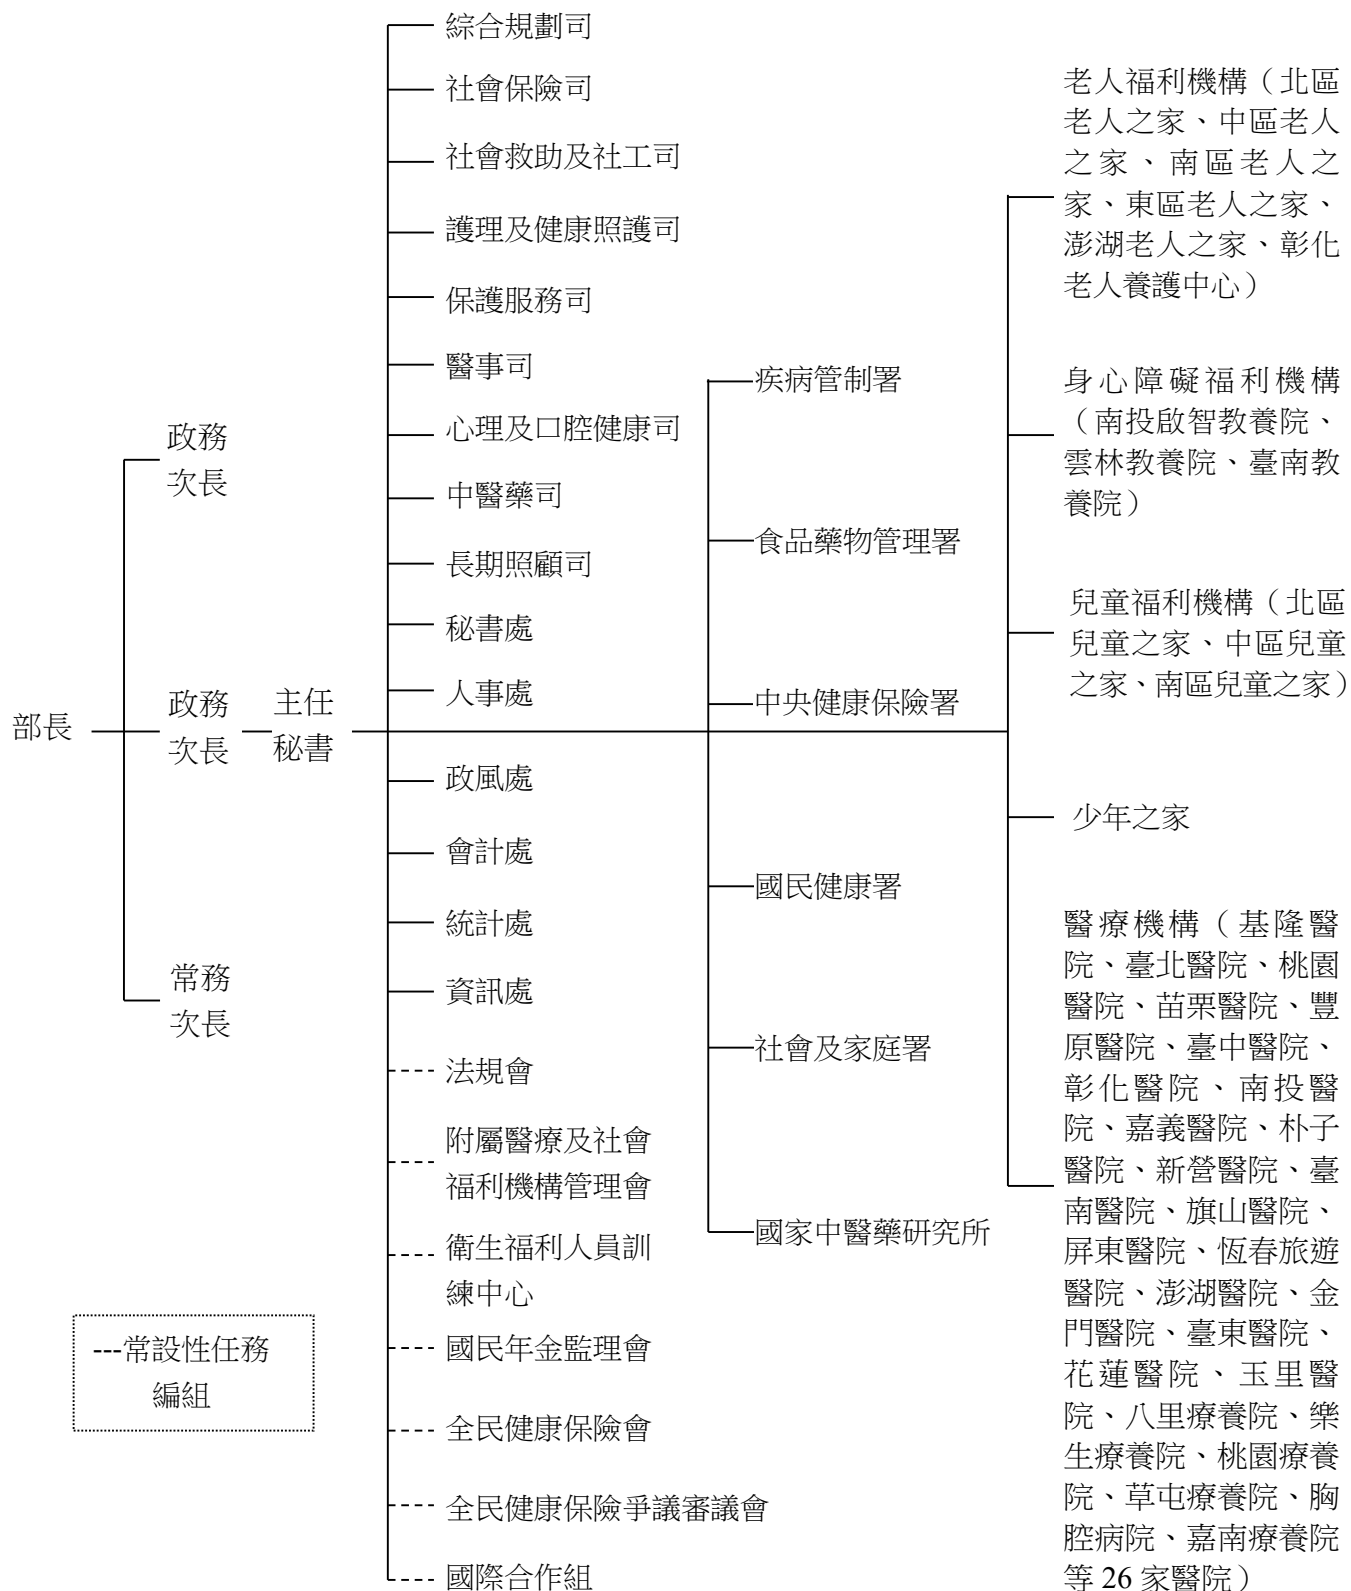 部長
政務
次長
政務
次長
常務
次長
主任
秘書
綜合規劃司
社會保險司
社會救助及社工司
護理及健康照護司
保護服務司
醫事司
心理及口腔健康司
中醫藥司
長期照顧司
秘書處
人事處
政風處
會計處
統計處
資訊處
法規會
附屬醫療及社會
福利機構管理會
衛生福利人員訓
練中心
國民年金監理會
全民健康保險會
全民健康保險爭議審議會
國際合作組
疾病管制署
食品藥物管理署
中央健康保險署
國民健康署
社會及家庭署
國家中醫藥研究所
老人福利機構（北區
老人之家、中區老人
之家、南區老人之
家、東區老人之家、
澎湖老人之家、彰化
老人養護中心）
身心障礙福利機構
（南投啟智教養院、
雲林教養院、臺南教
養院）
兒童福利機構（北區
兒童之家、中區兒童
之家、南區兒童之家）
少年之家
醫療機構（基隆醫
院、臺北醫院、桃園
醫院、苗栗醫院、豐
原醫院、臺中醫院、
彰化醫院、南投醫
院、嘉義醫院、朴子
醫院、新營醫院、臺
南醫院、旗山醫院、
屏東醫院、恆春旅遊
醫院、澎湖醫院、金
門醫院、臺東醫院、
花蓮醫院、玉里醫
院、八里療養院、樂
生療養院、桃園療養
院、草屯療養院、胸
腔病院、嘉南療養院
等 26 家醫院）
---常設性任務
編組